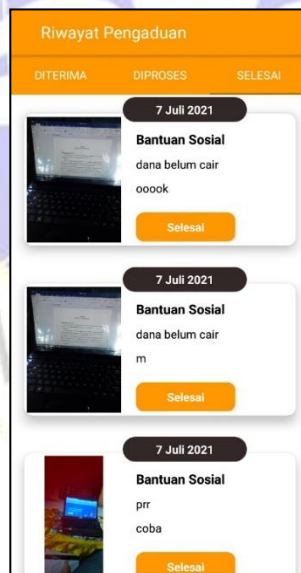 Riwayat Pengaduan
DITERIMA DIPROSES SELESAI
7 Juli 2021
Bantuan Sosial
dana belum cair
ooook
Selesai
7 Juli 2021
Bantuan Sosial
dana belum cair
m
Selesai
7 Juli 2021
Bantuan Sosial
prr
coba
Selesai